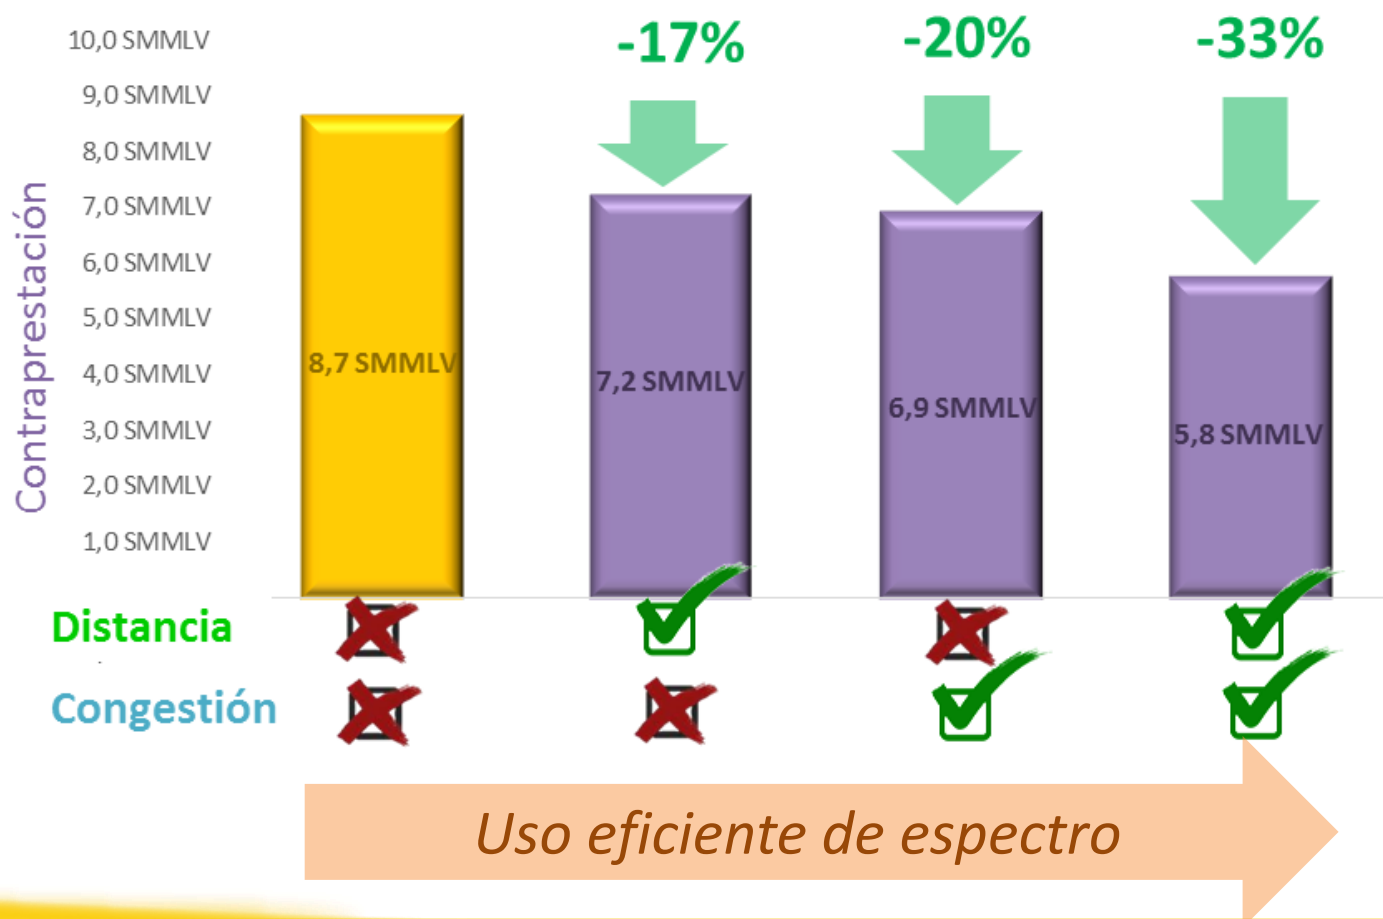 -17%
-20%
-33%
10,0 SMMLV
9,0 SMMLV
8,0 SMMLV
7,0 SMMLV
6,0 SMMLV
5,0 SMMLV
4,0 SMMLV
3,0 SMMLV
2,0 SMMLV
1,0 SMMLV
Contraprestación
8,7 SMMLV
7,2 SMMLV
6,9 SMMLV
5,8 SMMLV
Distancia
Congestión
Uso eficiente de espectro